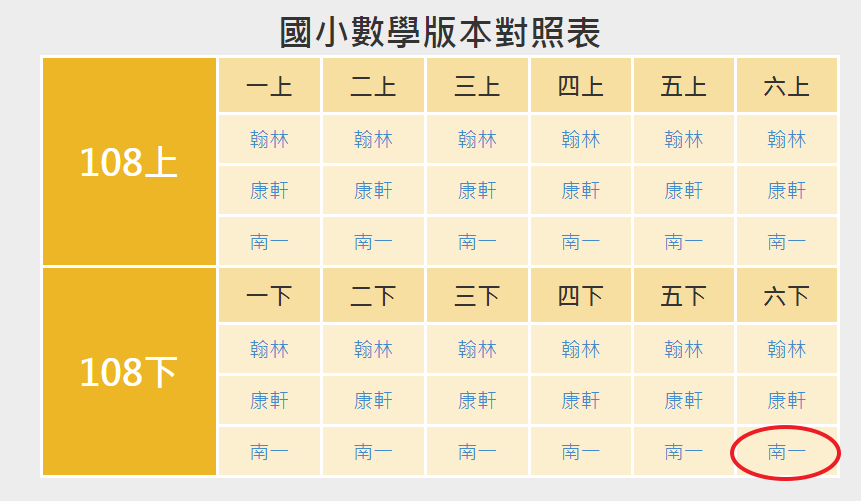 國小數學版本對照表
108上
一上 二上 三上 四上 五上 六上
翰林 翰林 翰林 翰林 翰林 翰林
康軒 康軒 康軒 康軒 康軒 康軒
南一 南一 南一 南一 南一 南一
108下
一下 二下 三下 四下 五下 六下
翰林 翰林 翰林 翰林 翰林 翰林
康軒 康軒 康軒 康軒 康軒 康軒
南一 南一 南一 南一 南一 南一